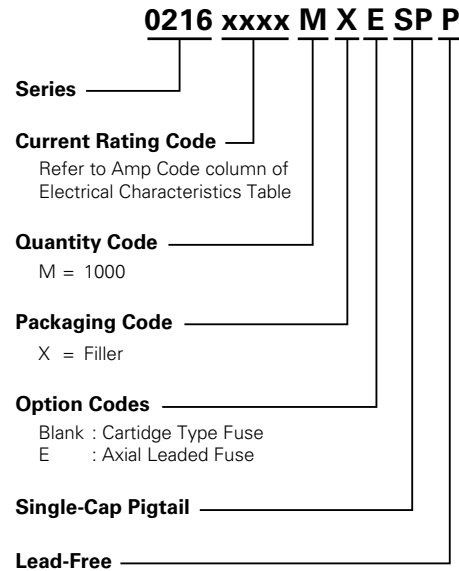 0216 xxxx M X E SP P
Series
Current Rating Code
Refer to Amp Code column of
Electrical Characteristics Table
Quantity Code
M = 1000
Packaging Code
X = Filler
Option Codes
Blank : Cartidge Type Fuse
E : Axial Leaded Fuse
Single-Cap Pigtail
Lead-Free